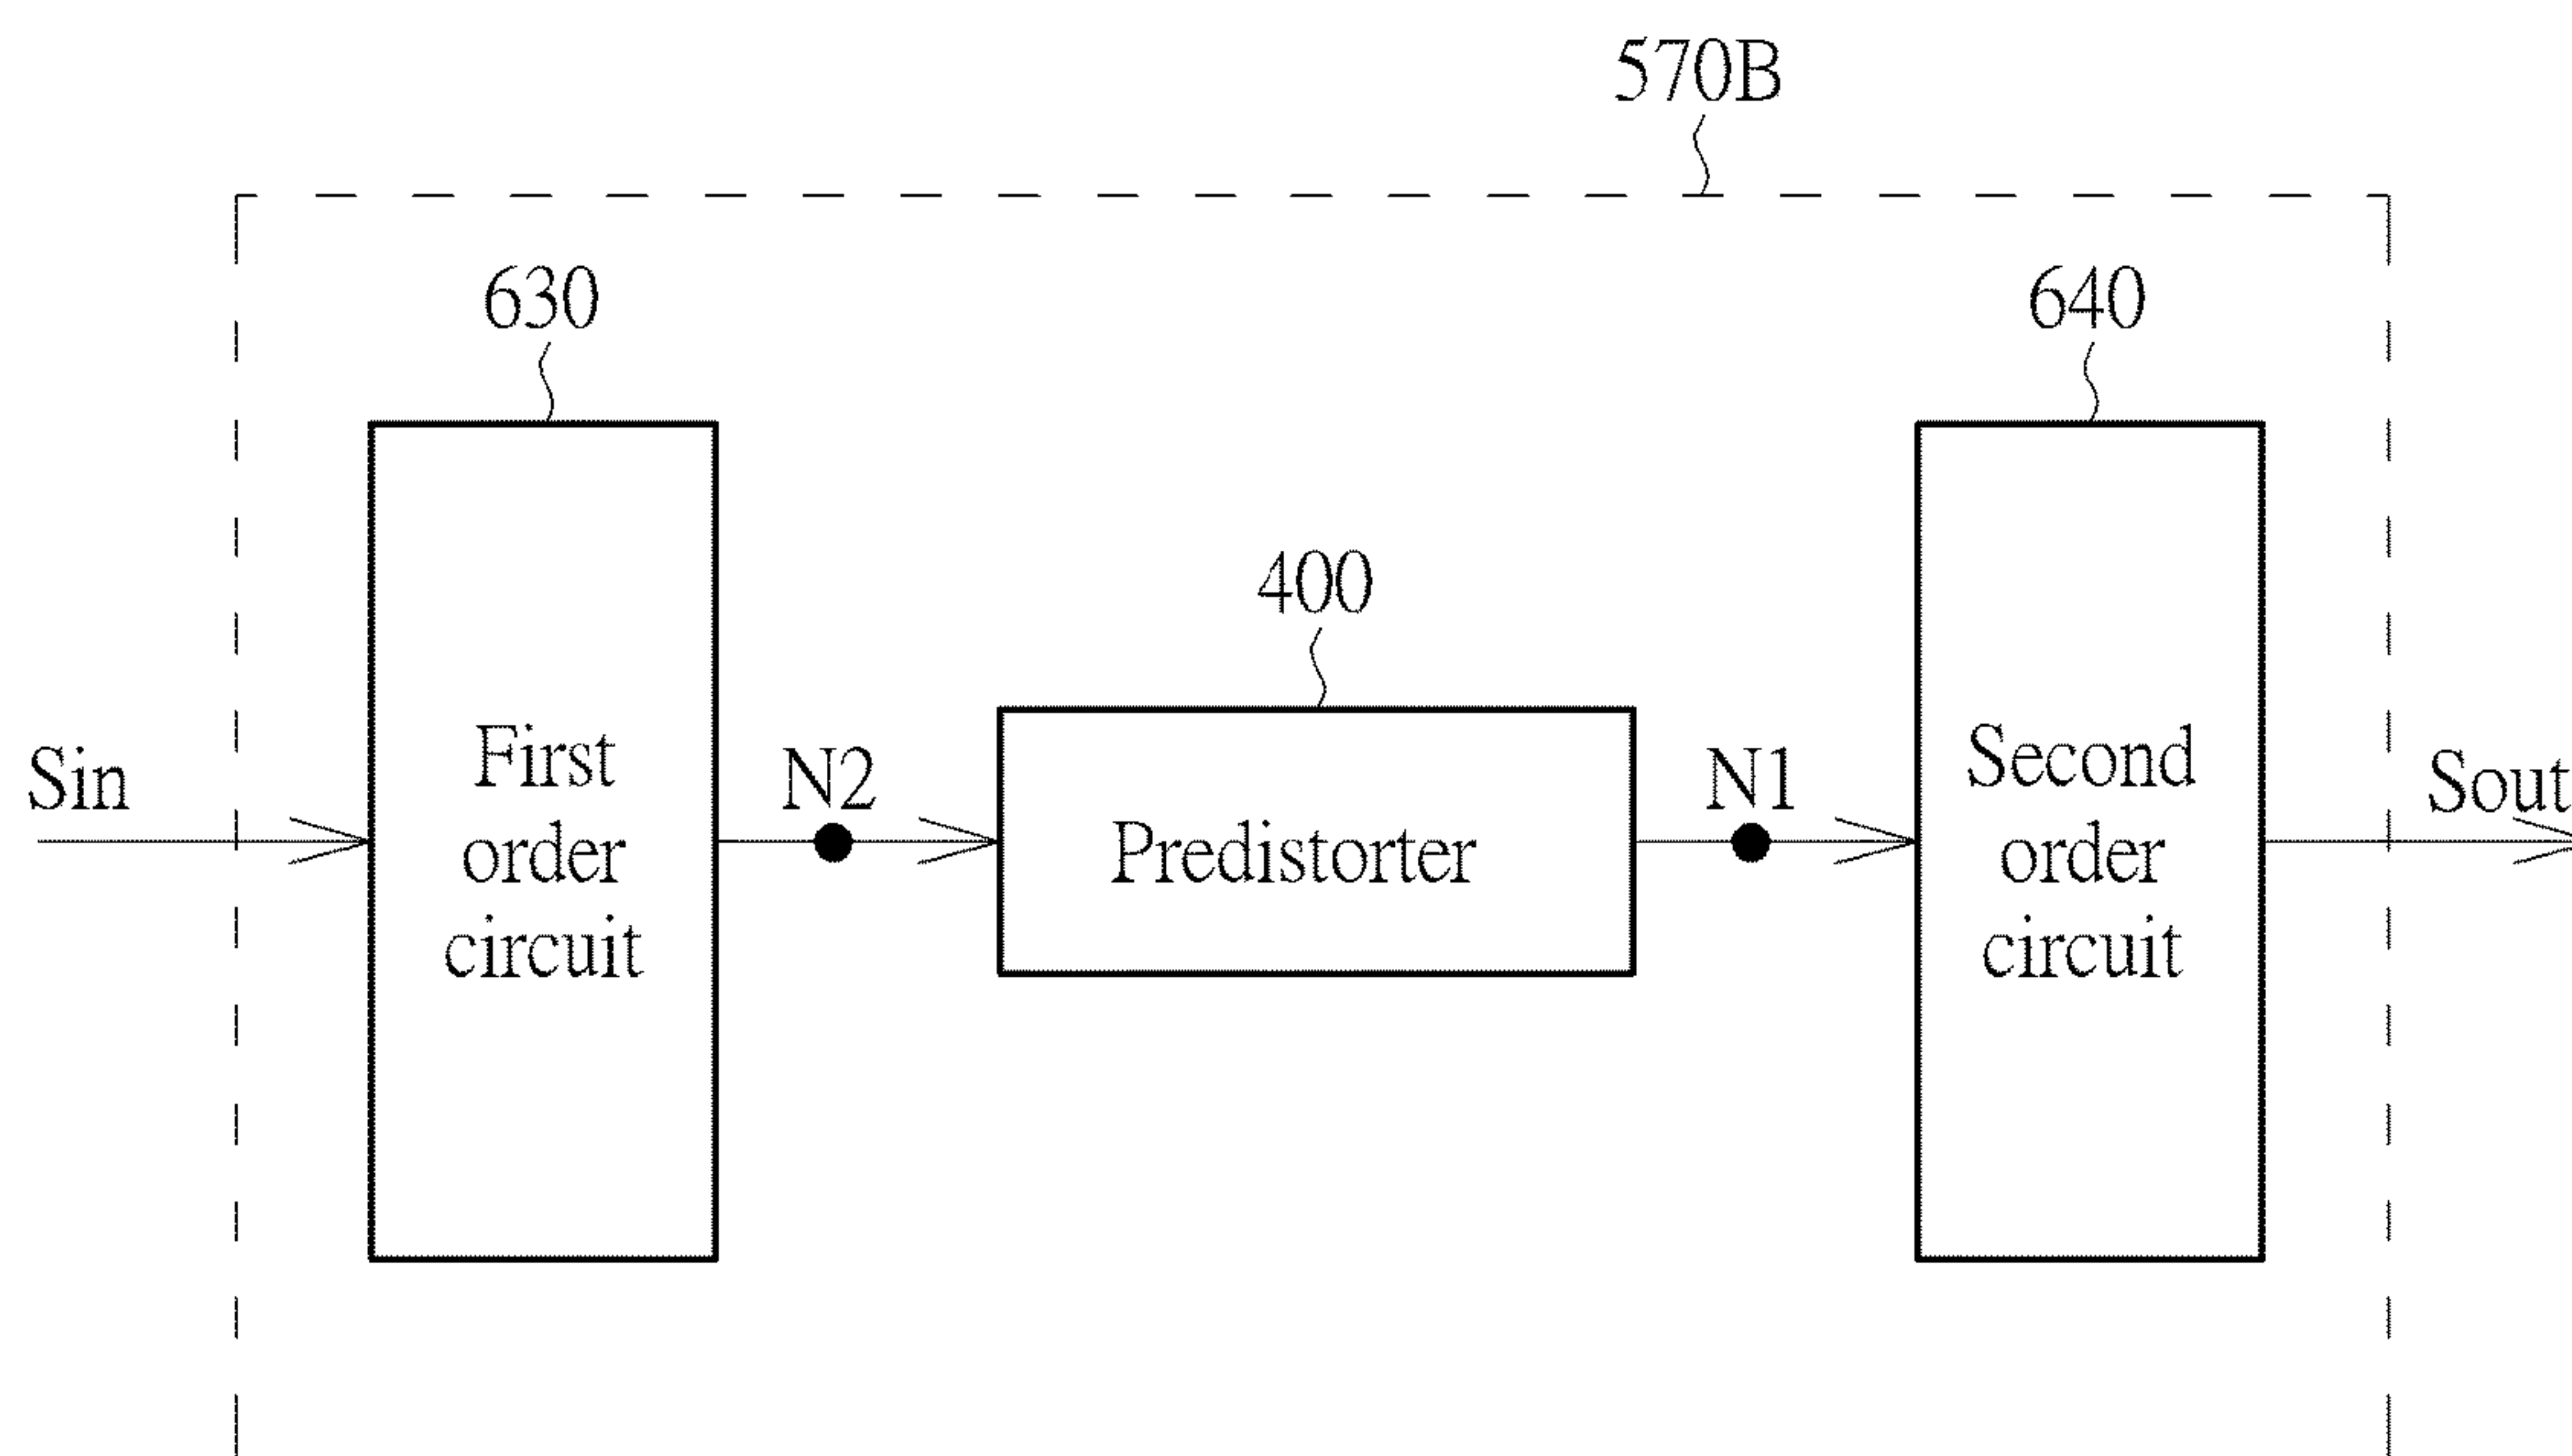 570B
630
640
400
Sin
First
order
circuit
N2
Predistorter
N1
Second
order
circuit
Sout